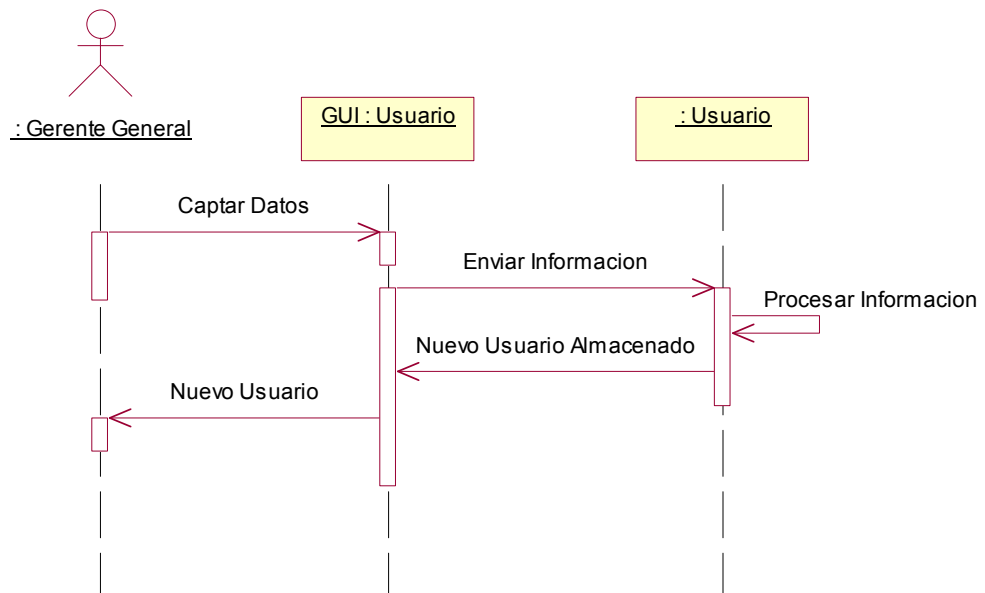 : Gerente General
GUI : Usuario
: Usuario
Captar Datos
Enviar Informacion
Procesar Informacion
Nuevo Usuario Almacenado
Nuevo Usuario